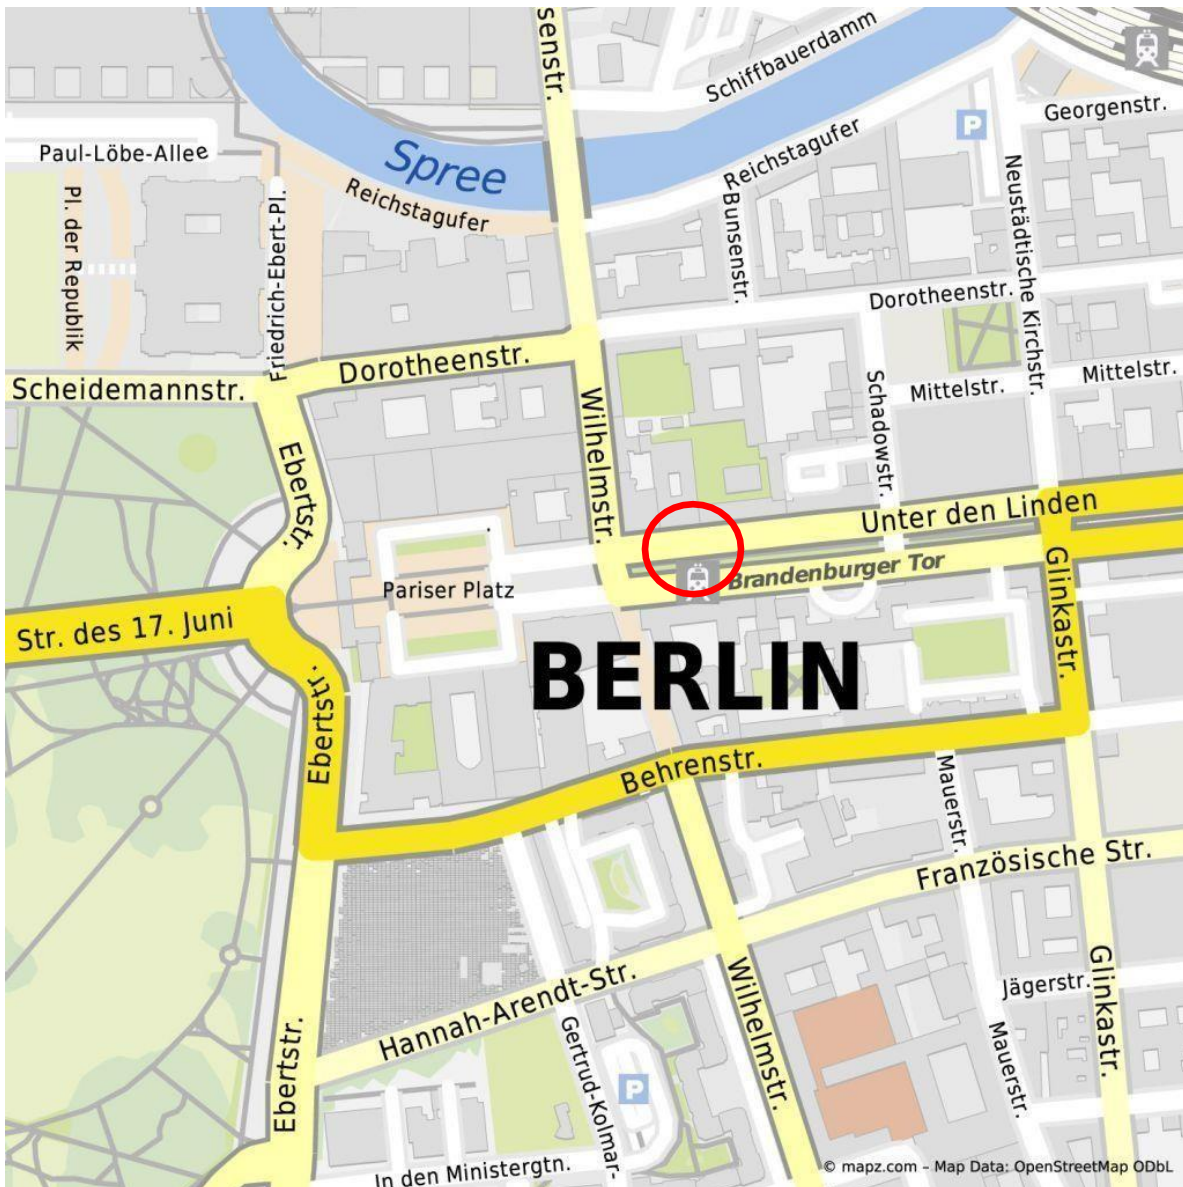 senstr.
Schiffbauerdamm
Georgenstr.
P
Paul-Löbe-Allee
Spree
Reichstagufer
Reichstagufer
Bunsenstr.
Neustädtische Kirchstr.
Pl. der Republik
Friedrich-Ebert-Pl.
Dorotheenstr.
Dorotheenstr.
Scheidemannstr.
Mittelstr.
Mittelstr.
Schadowstr.
Wilhelmstr.
Ebertstr.
Unter den Linden
Brandenburger Tor
Pariser Platz
Glinkastr.
Str. des 17. Juni
BERLIN
Ebertstr.
Behrenstr.
Mauerstr.
Französische Str.
Hannah-Arendt-Str.
Wilhelmstr.
Glinkastr.
Jägerstr.
Mauerstr.
Ebertstr.
Gertrud-Kolmar-
P
In den Ministergtn.
© mapz.com – Map Data: OpenStreetMap ODbL